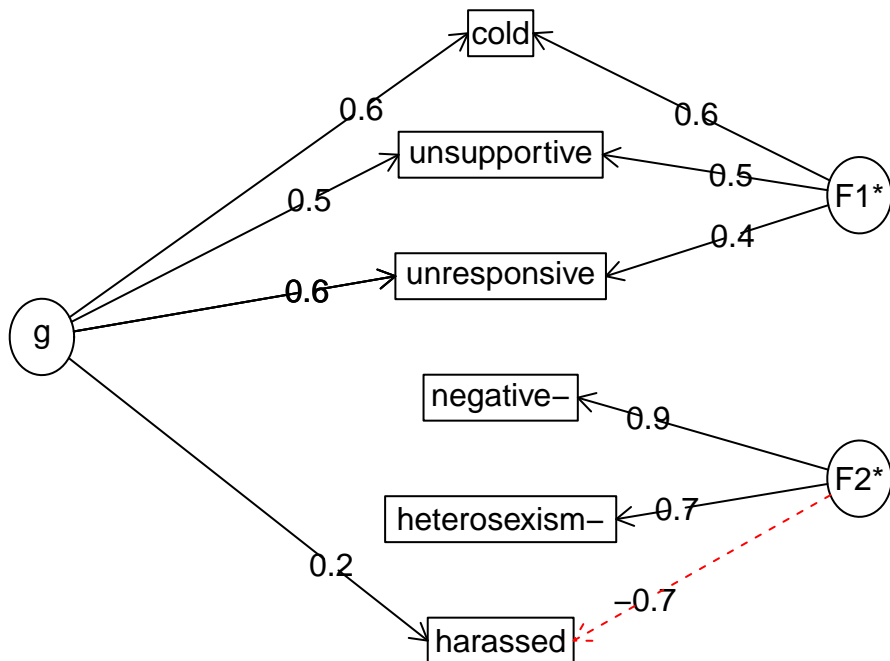 cold
0.6
0.6
unsupportive
0.5
0.5
F1*
0.4
unresponsive
0.6
g
negative−
0.9
F2*
heterosexism−
0.7
0.2
−0.7
harassed